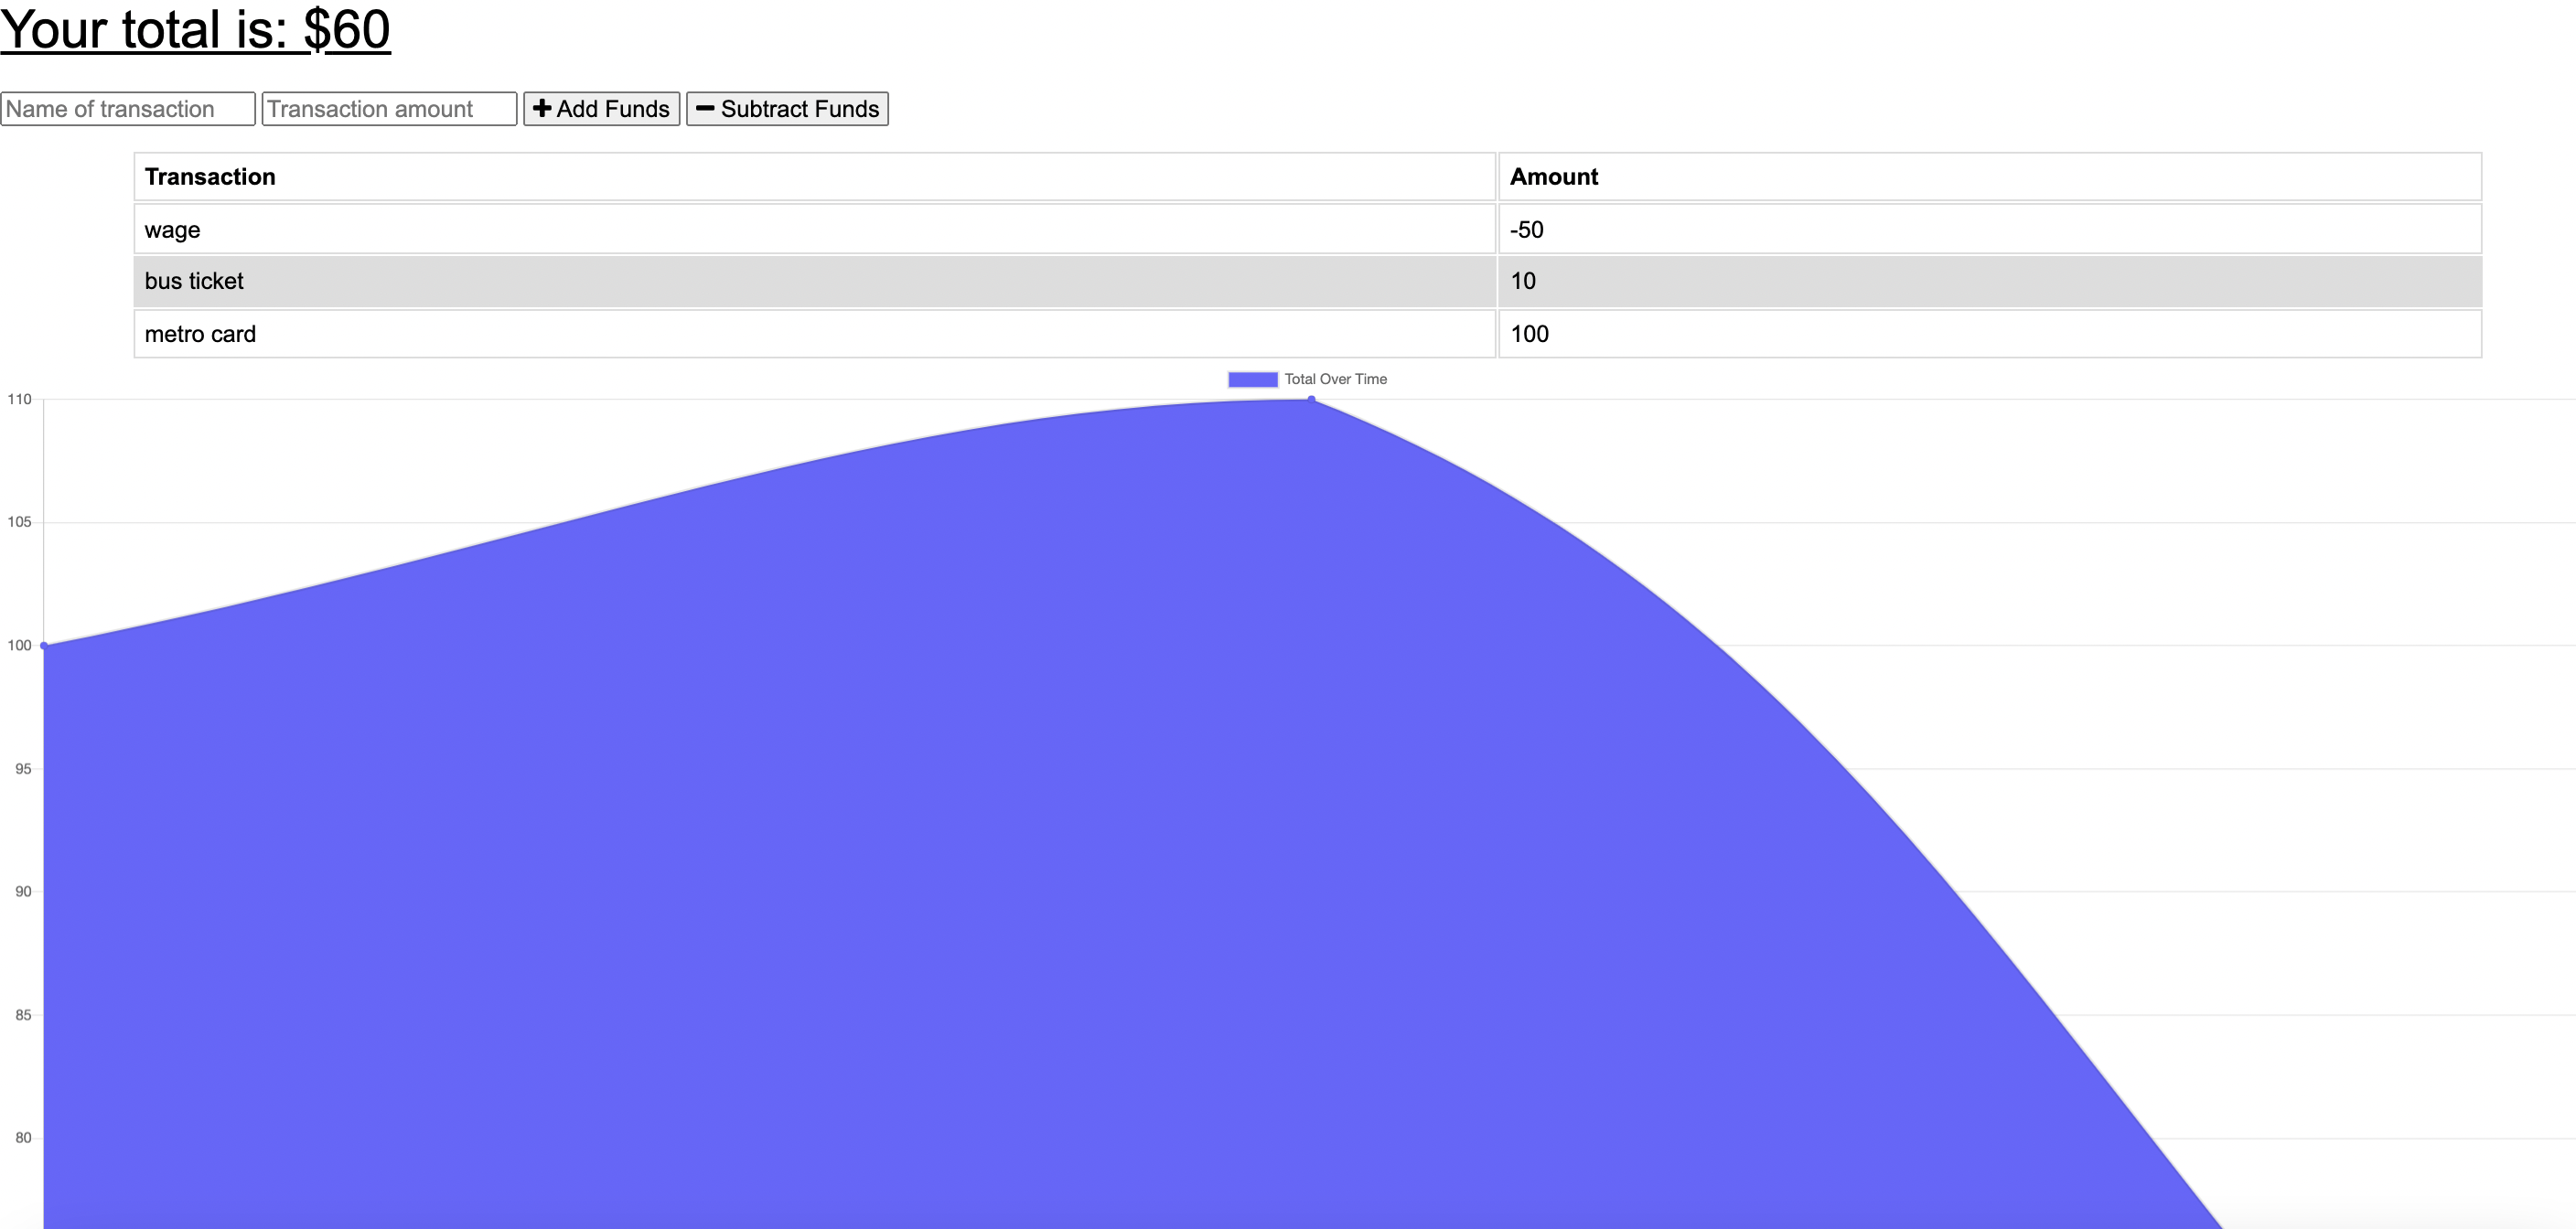 Your total is: $60
Name of transaction Transaction amount Add Funds Subtract Funds
Transaction Amount
wage -50
bus ticket 10
metro card 100
Total Over Time
110
105
100
95
90
85
80